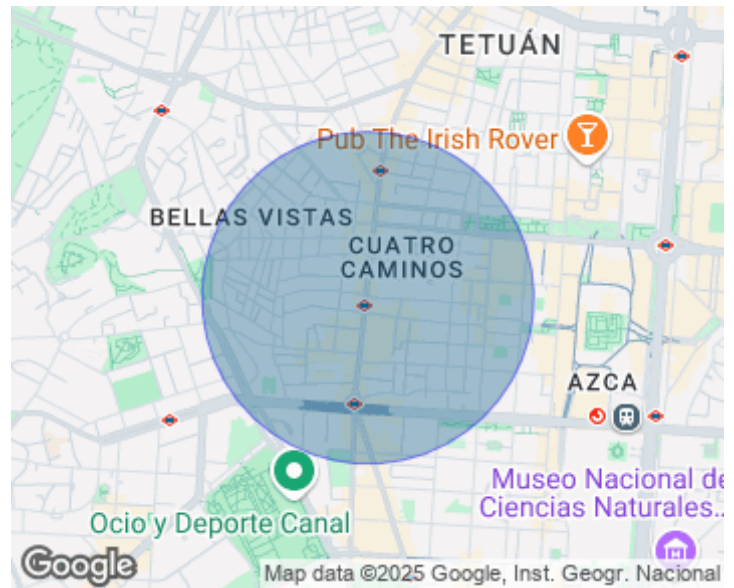 TETUÁN
Pub The Irish Rover
BELLAS VISTAS
CUATRO
CAMINOS
AZCA
Museo Nacional de
Ciencias Naturales...
Ocio y Deporte Canal
Google
Map data ©2025 Google, Inst. Geogr. Nacional